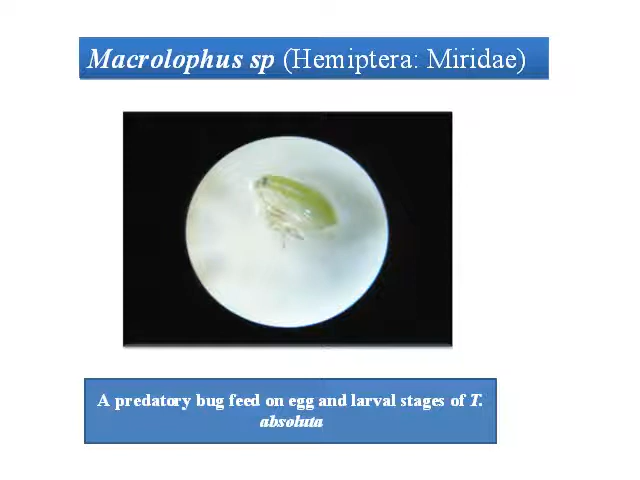 Macrolophus sp (Hemiptera: Miridae)
A predatory bug feed on egg and larval stages of T.
absoluta